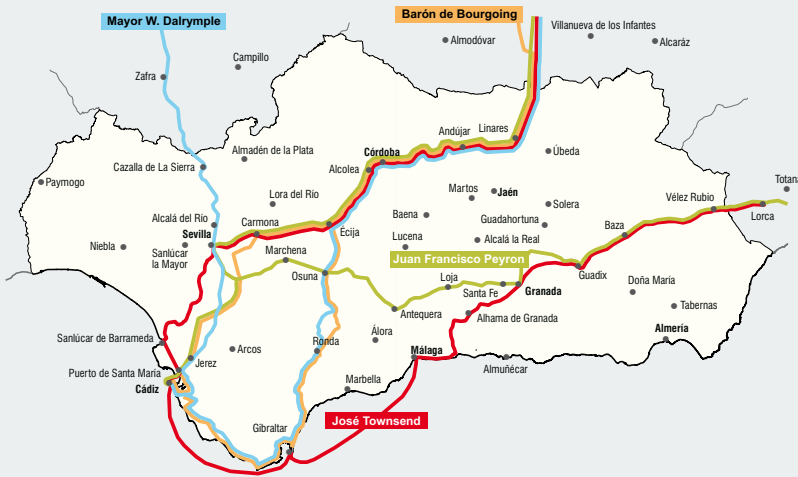 Mayor W. Dalrymple
Barón de Bourgoing
Villanueva de los Infantes
Almodóvar
Alcaráz
Campillo
Zafra
Andújar
Linares
Córdoba
Úbeda
Almadén de la Plata
Cazalla de La Sierra
Alcolea
Totana
Paymogo
Martos
Jaén
Lora del Río
Solera
Vélez Rubio
Lorca
Alcalá del Río
Carmona
Baena
Guadahortuna
Écija
Baza
Sevilla
Niebla
Sanlúcar
la Mayor
Marchena
Lucena
Alcalá la Real
Juan Francisco Peyron
Osuna
Loja
Guadix
Santa Fe
Granada
Doña María
Tabernas
Antequera
Alhama de Granada
Sanlúcar de Barrameda
Arcos
Ronda
Álora
Almería
Málaga
Jerez
Almuñécar
Puerto de Santa María
Cádiz
Marbella
José Townsend
Gibraltar